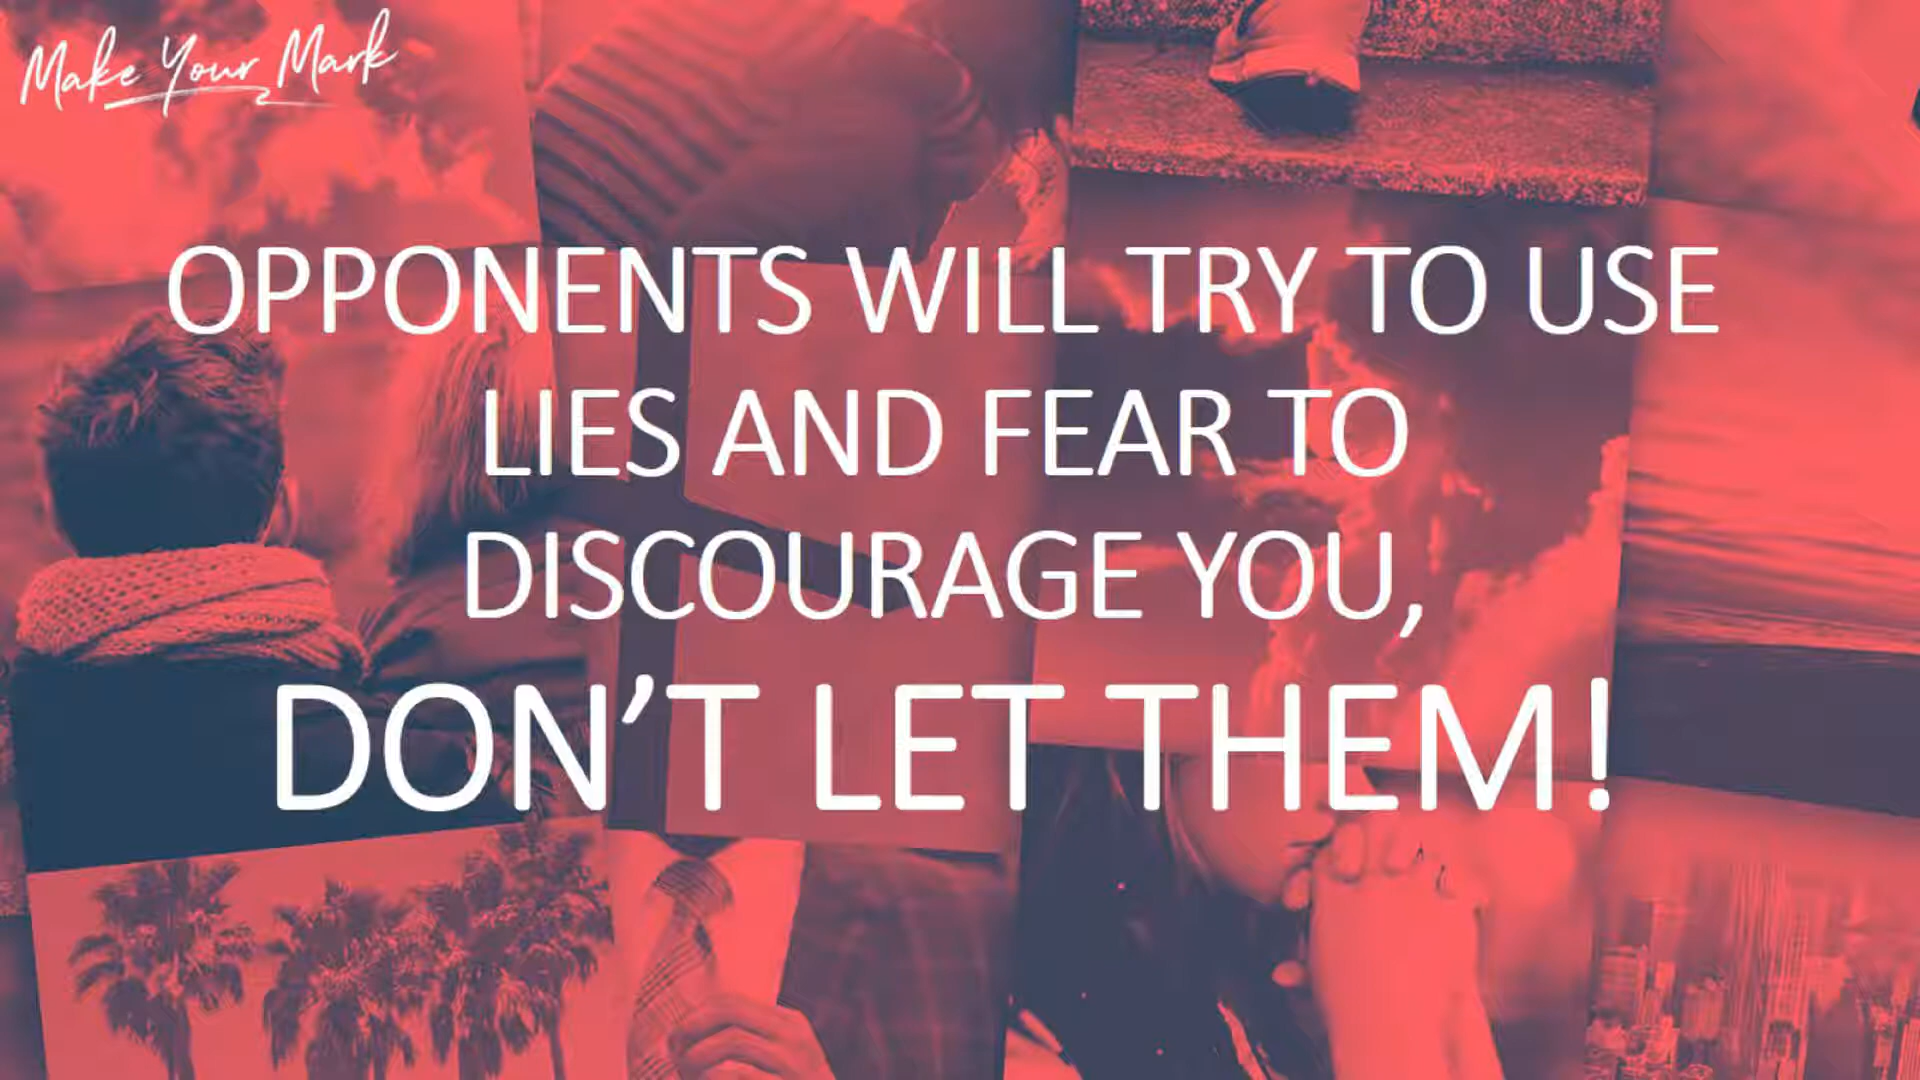 Make Your Mark
OPPONENTS WILL TRY TO USE
LIES AND FEAR TO
DISCOURAGE YOU,
DON’T LET THEM!